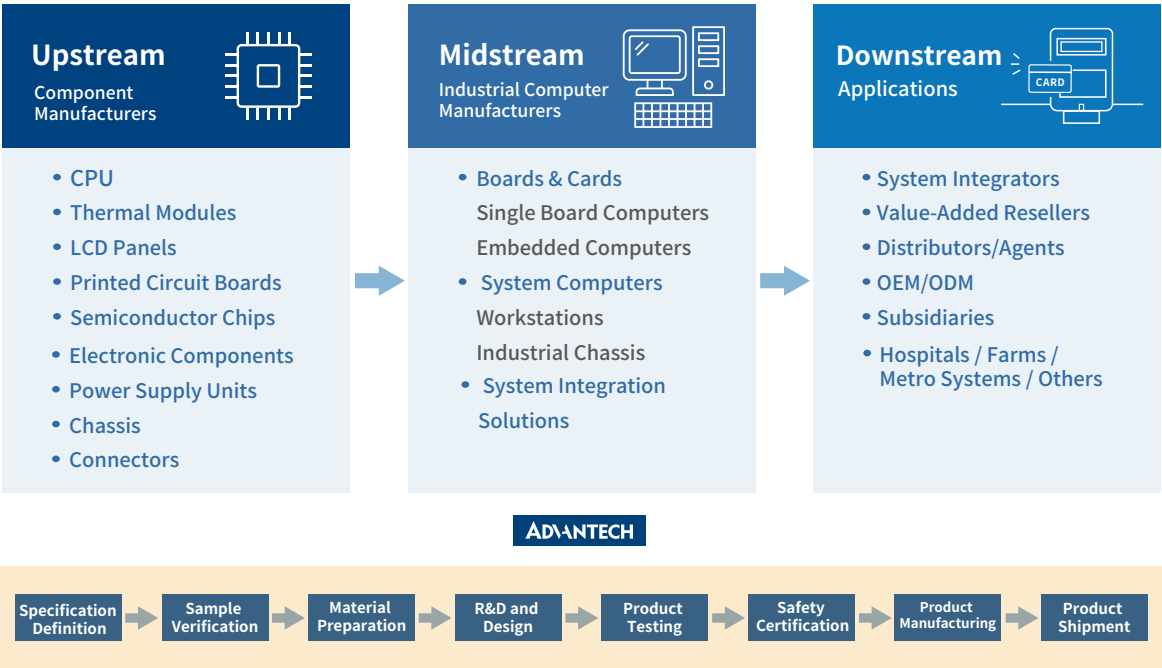 Upstream
Component
Manufacturers
• CPU
• Thermal Modules
• LCD Panels
• Printed Circuit Boards
• Semiconductor Chips
• Electronic Components
• Power Supply Units
• Chassis
• Connectors
Midstream
Industrial Computer
Manufacturers
• Boards & Cards
Single Board Computers
Embedded Computers
• System Computers
Workstations
Industrial Chassis
• System Integration
Solutions
Downstream
Applications
CARD
• System Integrators
• Value-Added Resellers
• Distributors/Agents
• OEM/ODM
• Subsidiaries
• Hospitals / Farms /
Metro Systems / Others
ADVANTECH
Specification
Definition
Sample
Verification
Material
Preparation
R&D and
Design
Product
Testing
Safety
Certification
Product
Manufacturing
Product
Shipment